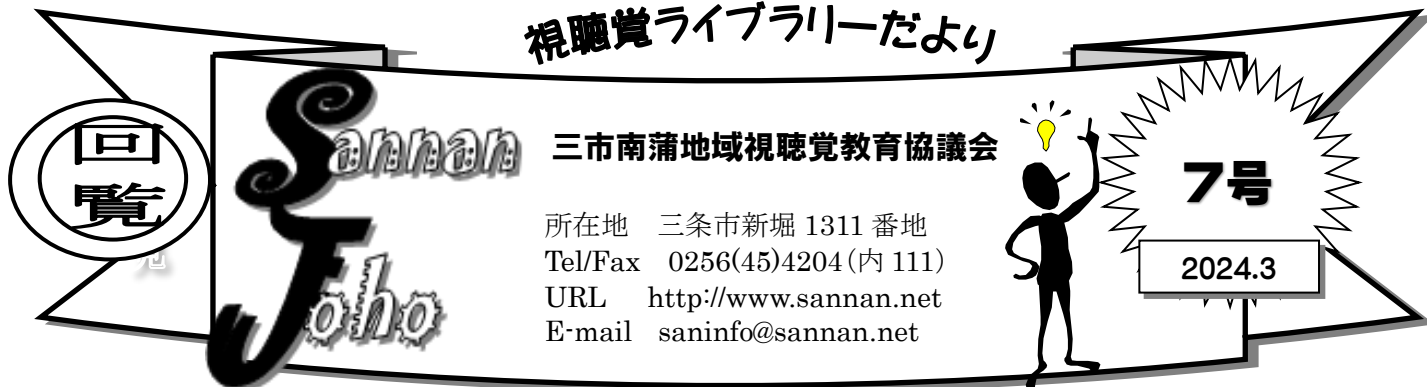 視聴覚ライブラリーだより
回覧
Sannan
Joho
三市南蒲地域視聴覚教育協議会
所在地 三条市新堀 1311 番地
Tel/Fax 0256(45)4204(内 111)
URL http://www.sannan.net
E-mail saninfo@sannan.net
7号
2024.3